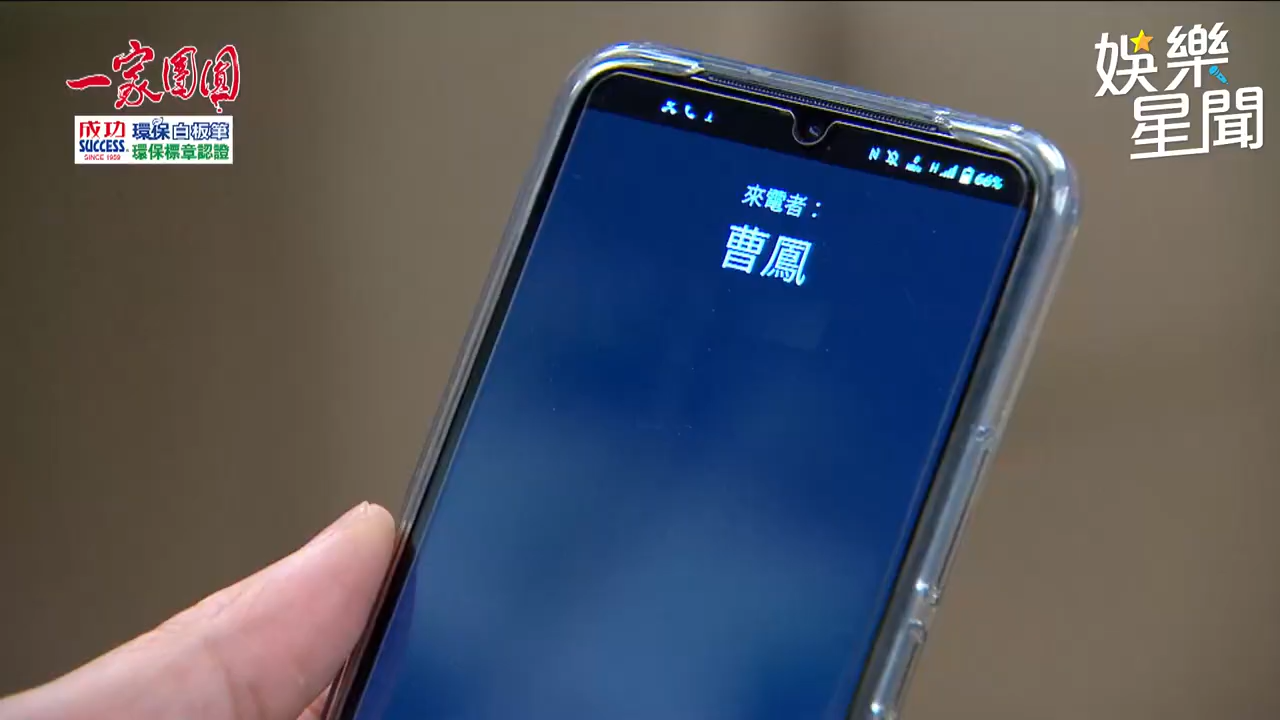 一家團圓
成功
SUCCESS
SINCE 1959
環保白板筆
環保標章認證
娛樂
星聞
N
H
66%
來電者：
曹鳳